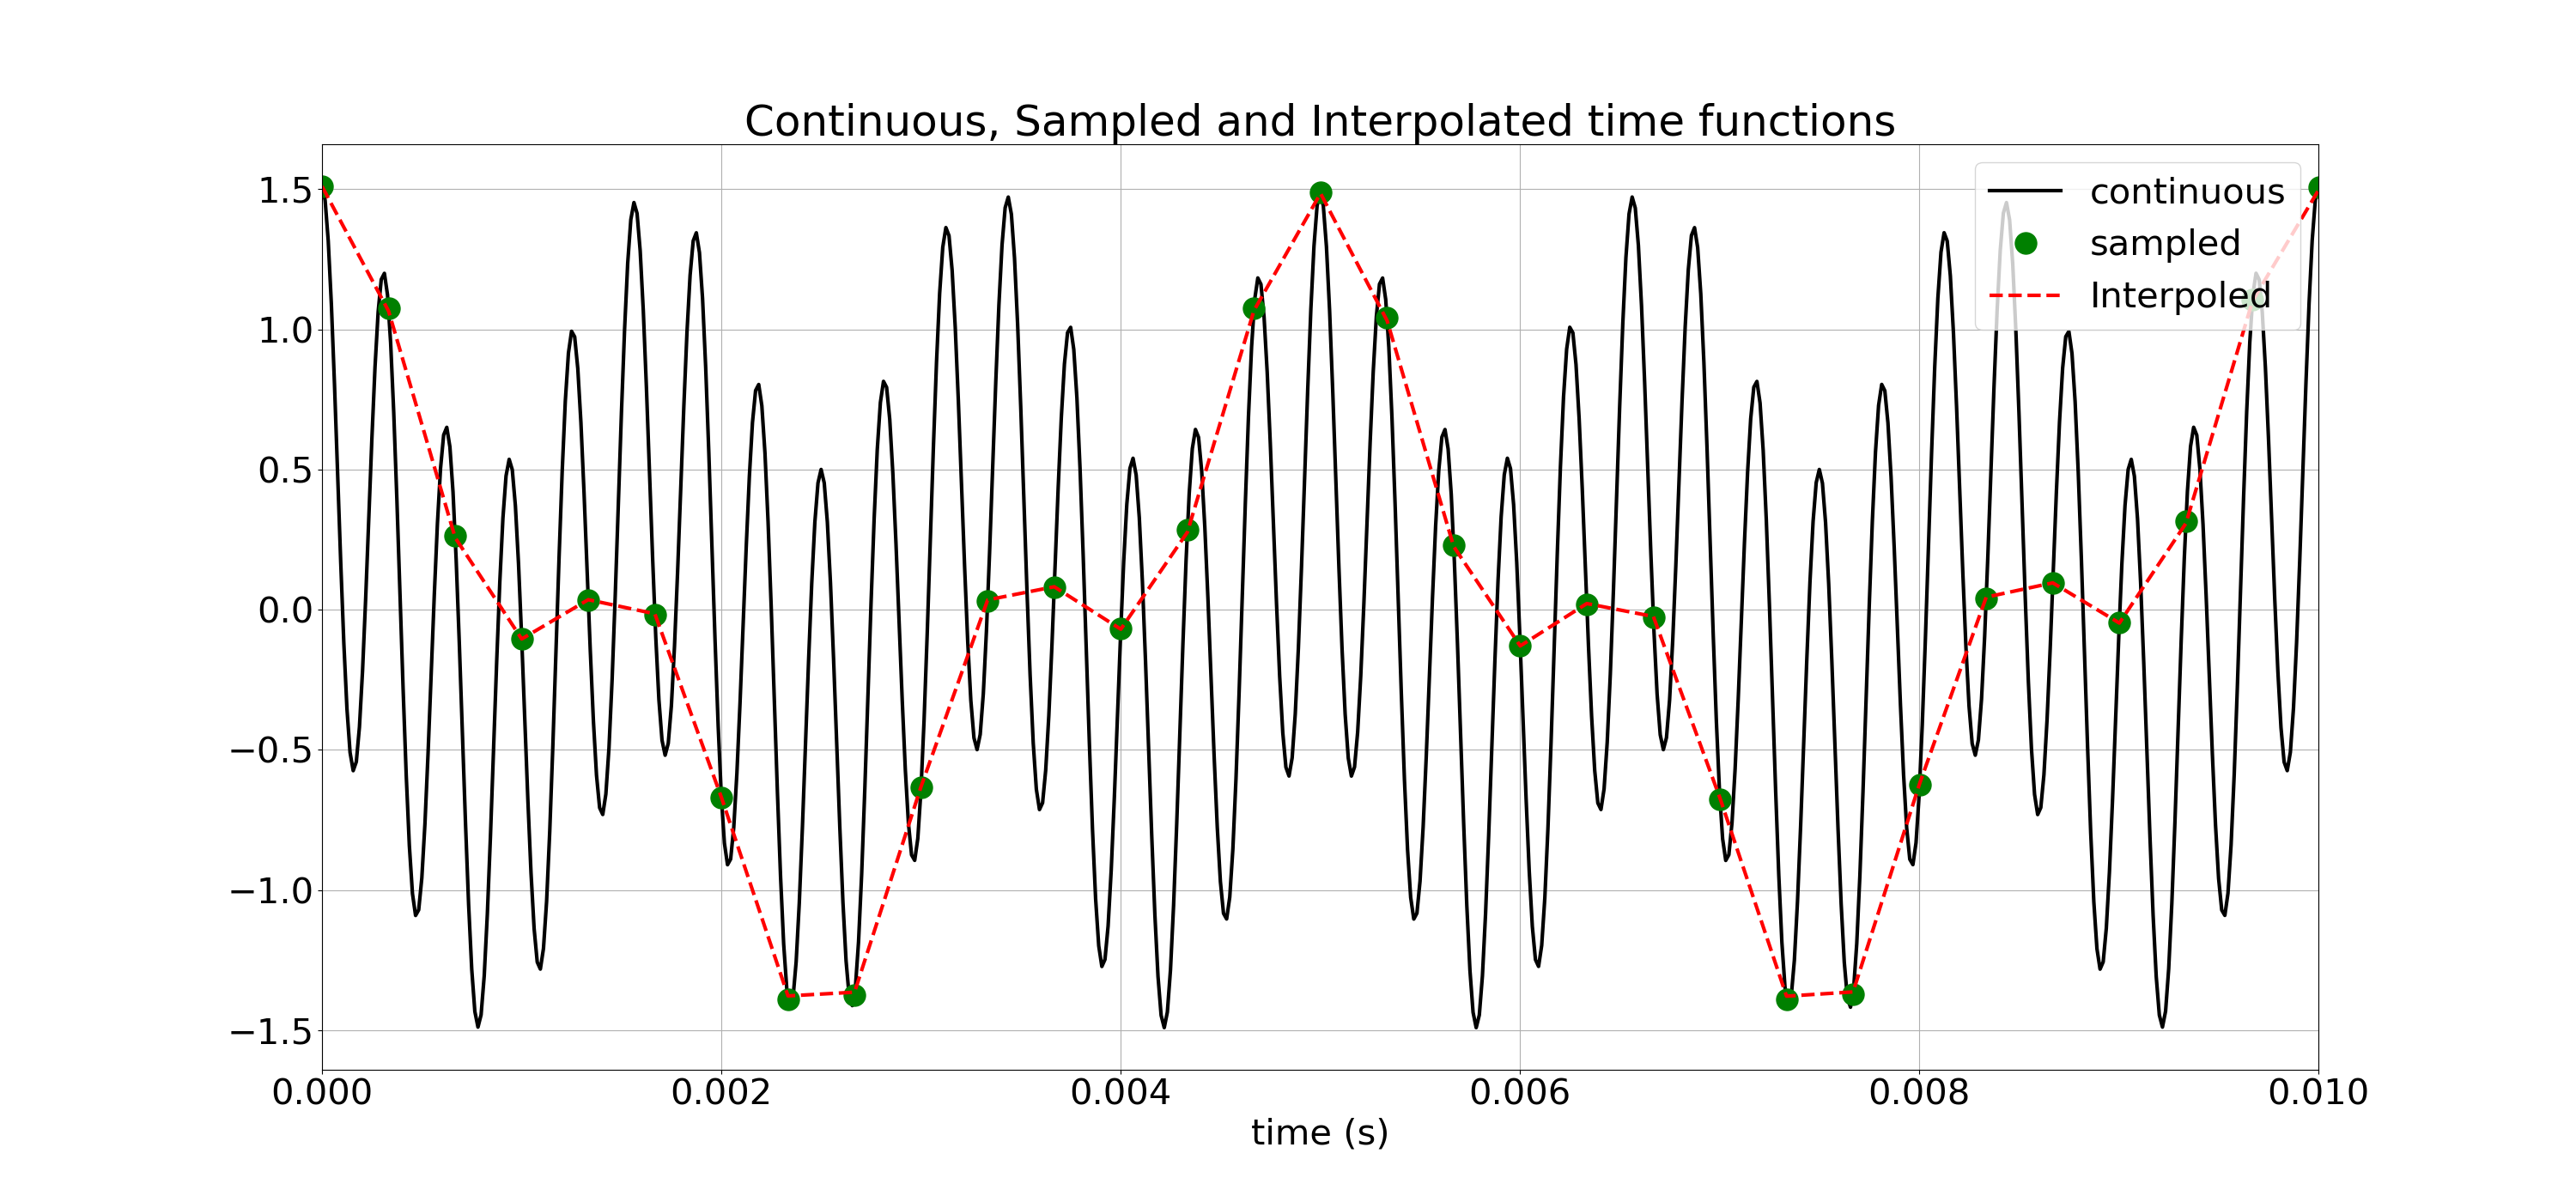 Continuous, Sampled and Interpolated time functions
1.5
1.0
0.5
0.0
−0.5
−1.0
−1.5
continuous
sampled
Interpoled
0.000 0.002 0.004 0.006 0.008 0.010
time (s)